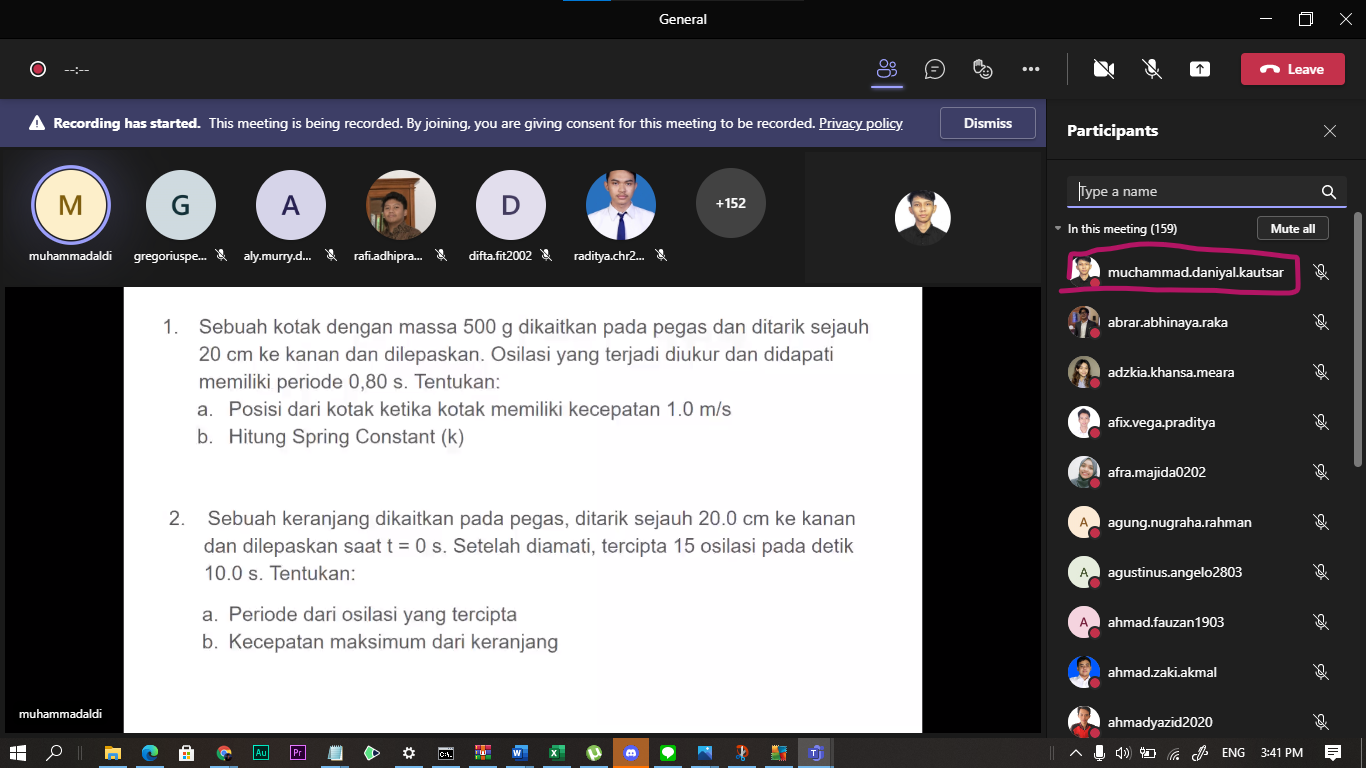 General
--:--
Leave
Recording has started. This meeting is being recorded. By joining, you are giving consent for this meeting to be recorded. Privacy policy
Dismiss
M
G
A
D
+152
muhammadaldi
gregoriuspe...
aly.murry.d...
rafi.adhipra...
difta.fit2002
raditya.chr2...
1. Sebuah kotak dengan massa 500 g dikaitkan pada pegas dan ditarik sejauh
20 cm ke kanan dan dilepaskan. Osilasi yang terjadi diukur dan didapati
memiliki periode 0,80 s. Tentukan:
a. Posisi dari kotak ketika kotak memiliki kecepatan 1.0 m/s
b. Hitung Spring Constant (k)
2. Sebuah keranjang dikaitkan pada pegas, ditarik sejauh 20.0 cm ke kanan
dan dilepaskan saat t = 0 s. Setelah diamati, tercipta 15 osilasi pada detik
10.0 s. Tentukan:
a. Periode dari osilasi yang tercipta
b. Kecepatan maksimum dari keranjang
muhammadaldi
Participants
Type a name
In this meeting (159)
Mute all
muchammad.daniyal.kautsar
abrar.abhinaya.raka
adzkia.khansa.meara
afix.vega.praditya
afra.majida0202
A agung.nugraha.rahman
A agustinus.angelo2803
A ahmad.fauzan1903
ahmad.zaki.akmal
ahmadyazid2020
Au
Pr
ENG
3:41 PM